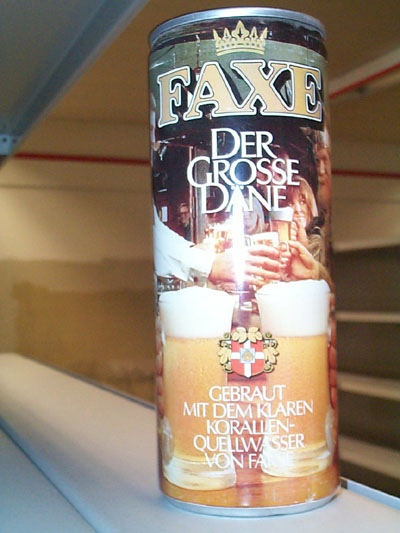 FAXE
DER
GROSSE
DÄNE
GEBRAUT
MIT DEM KLAREN
KORALLEN-
QUELLWASSER
VON FAXE